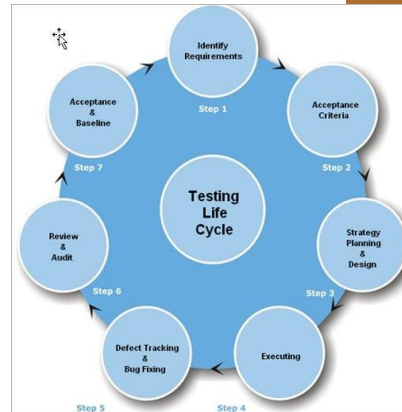 Identify
Requirements
Step 1
Acceptance
Criteria
Step 2
Strategy
Planning
&
Design
Step 3
Executing
Step 4
Defect Tracking
&
Bug Fixing
Step 5
Review
&
Audit
Step 6
Acceptance
&
Baseline
Step 7
Testing
Life
Cycle